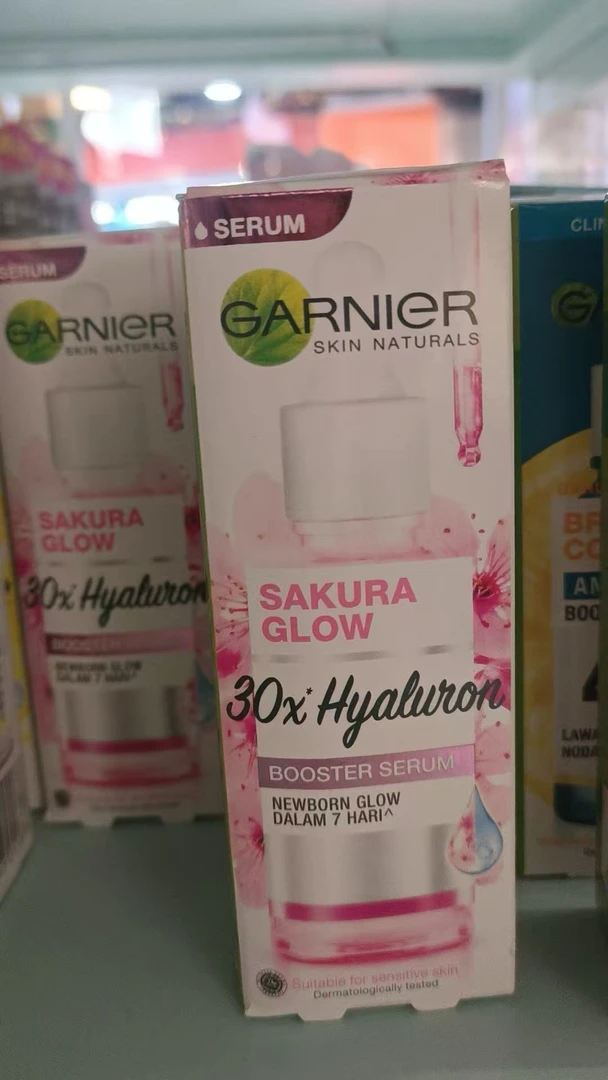 SERUM
GARNIER
SKIN NATURALS
SAKURA
GLOW
30x* Hyaluron
BOOSTER SERUM
NEWBORN GLOW
DALAM 7 HARI^
Suitable for sensitive skin
Dermatologically tested
SERUM
GARNIER
SKIN NATURALS
SAKURA
GLOW
30x* Hyaluron
BOOSTER
NEWBORN GLOW
DALAM 7 HARI^